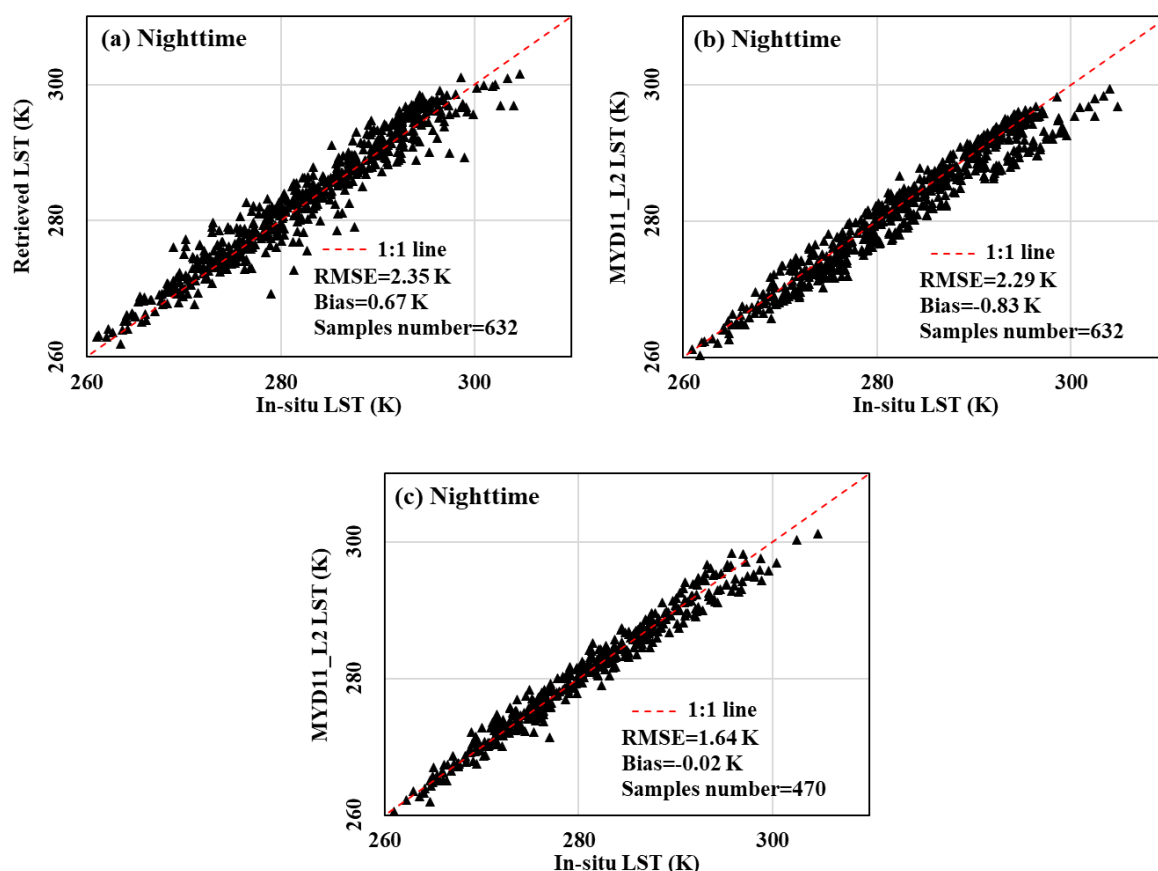 (a) Nighttime
300
280
260
Retrieved LST (K)
1:1 line
RMSE=2.35 K
Bias=0.67 K
Samples number=632
260 280 300
In-situ LST (K)
(b) Nighttime
300
280
260
MYD11_L2 LST (K)
1:1 line
RMSE=2.29 K
Bias=-0.83 K
Samples number=632
260 280 300
In-situ LST (K)
(c) Nighttime
300
280
260
MYD11_L2 LST (K)
1:1 line
RMSE=1.64 K
Bias=-0.02 K
Samples number=470
260 280 300
In-situ LST (K)